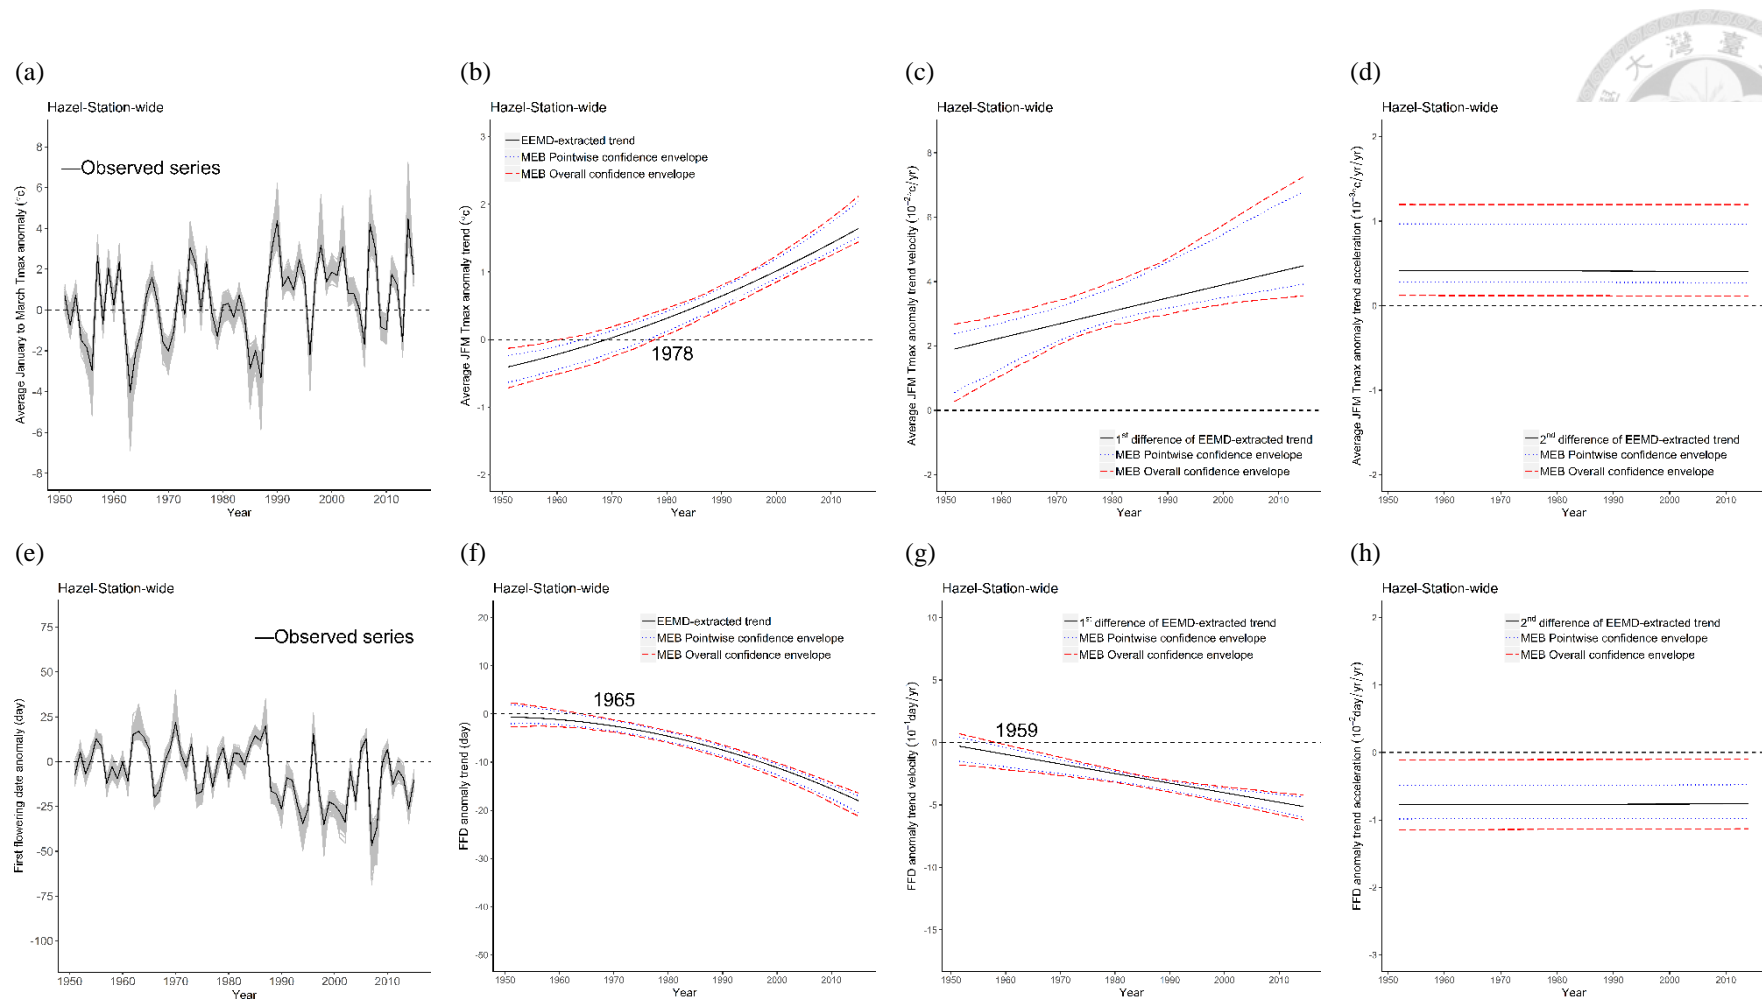 大 灣 臺
(a)
(b)
(c)
(d)
Hazel-Station-wide
Hazel-Station-wide
Hazel-Station-wide
Hazel-Station-wide
Average January to March Tmax anomaly (°c)
8
6
4
2
0
-2
-4
-6
-8
Observed series
1950 1960 1970 1980 1990 2000 2010
Year
Average JFM Tmax anomaly trend (°c)
3
2
1
0
-1
-2
EEMD-extracted trend
MEB Pointwise confidence envelope
MEB Overall confidence envelope
1978
1950 1960 1970 1980 1990 2000 2010
Year
Average JFM Tmax anomaly trend velocity (10⁻²°c/yr)
8
6
4
2
0
-2
1st difference of EEMD-extracted trend
MEB Pointwise confidence envelope
MEB Overall confidence envelope
1950 1960 1970 1980 1990 2000 2010
Year
Average JFM Tmax anomaly trend acceleration (10⁻³°c/yr/yr)
2
1
0
-1
-2
2nd difference of EEMD-extracted trend
MEB Pointwise confidence envelope
MEB Overall confidence envelope
1950 1960 1970 1980 1990 2000 2010
Year
(e)
(f)
(g)
(h)
Hazel-Station-wide
Hazel-Station-wide
Hazel-Station-wide
Hazel-Station-wide
First flowering date anomaly (day)
75
50
25
0
-25
-50
-75
-100
Observed series
1950 1960 1970 1980 1990 2000 2010
Year
FFD anomaly trend (day)
20
10
0
-10
-20
-30
-40
-50
EEMD-extracted trend
MEB Pointwise confidence envelope
MEB Overall confidence envelope
1965
1950 1960 1970 1980 1990 2000 2010
Year
FFD anomaly trend velocity (10⁻¹day/yr)
10
5
0
-5
-10
-15
1st difference of EEMD-extracted trend
MEB Pointwise confidence envelope
MEB Overall confidence envelope
1959
1950 1960 1970 1980 1990 2000 2010
Year
FFD anomaly trend acceleration (10⁻²day/yr/yr)
2
1
0
-1
-2
-3
2nd difference of EEMD-extracted trend
MEB Pointwise confidence envelope
MEB Overall confidence envelope
1950 1960 1970 1980 1990 2000 2010
Year